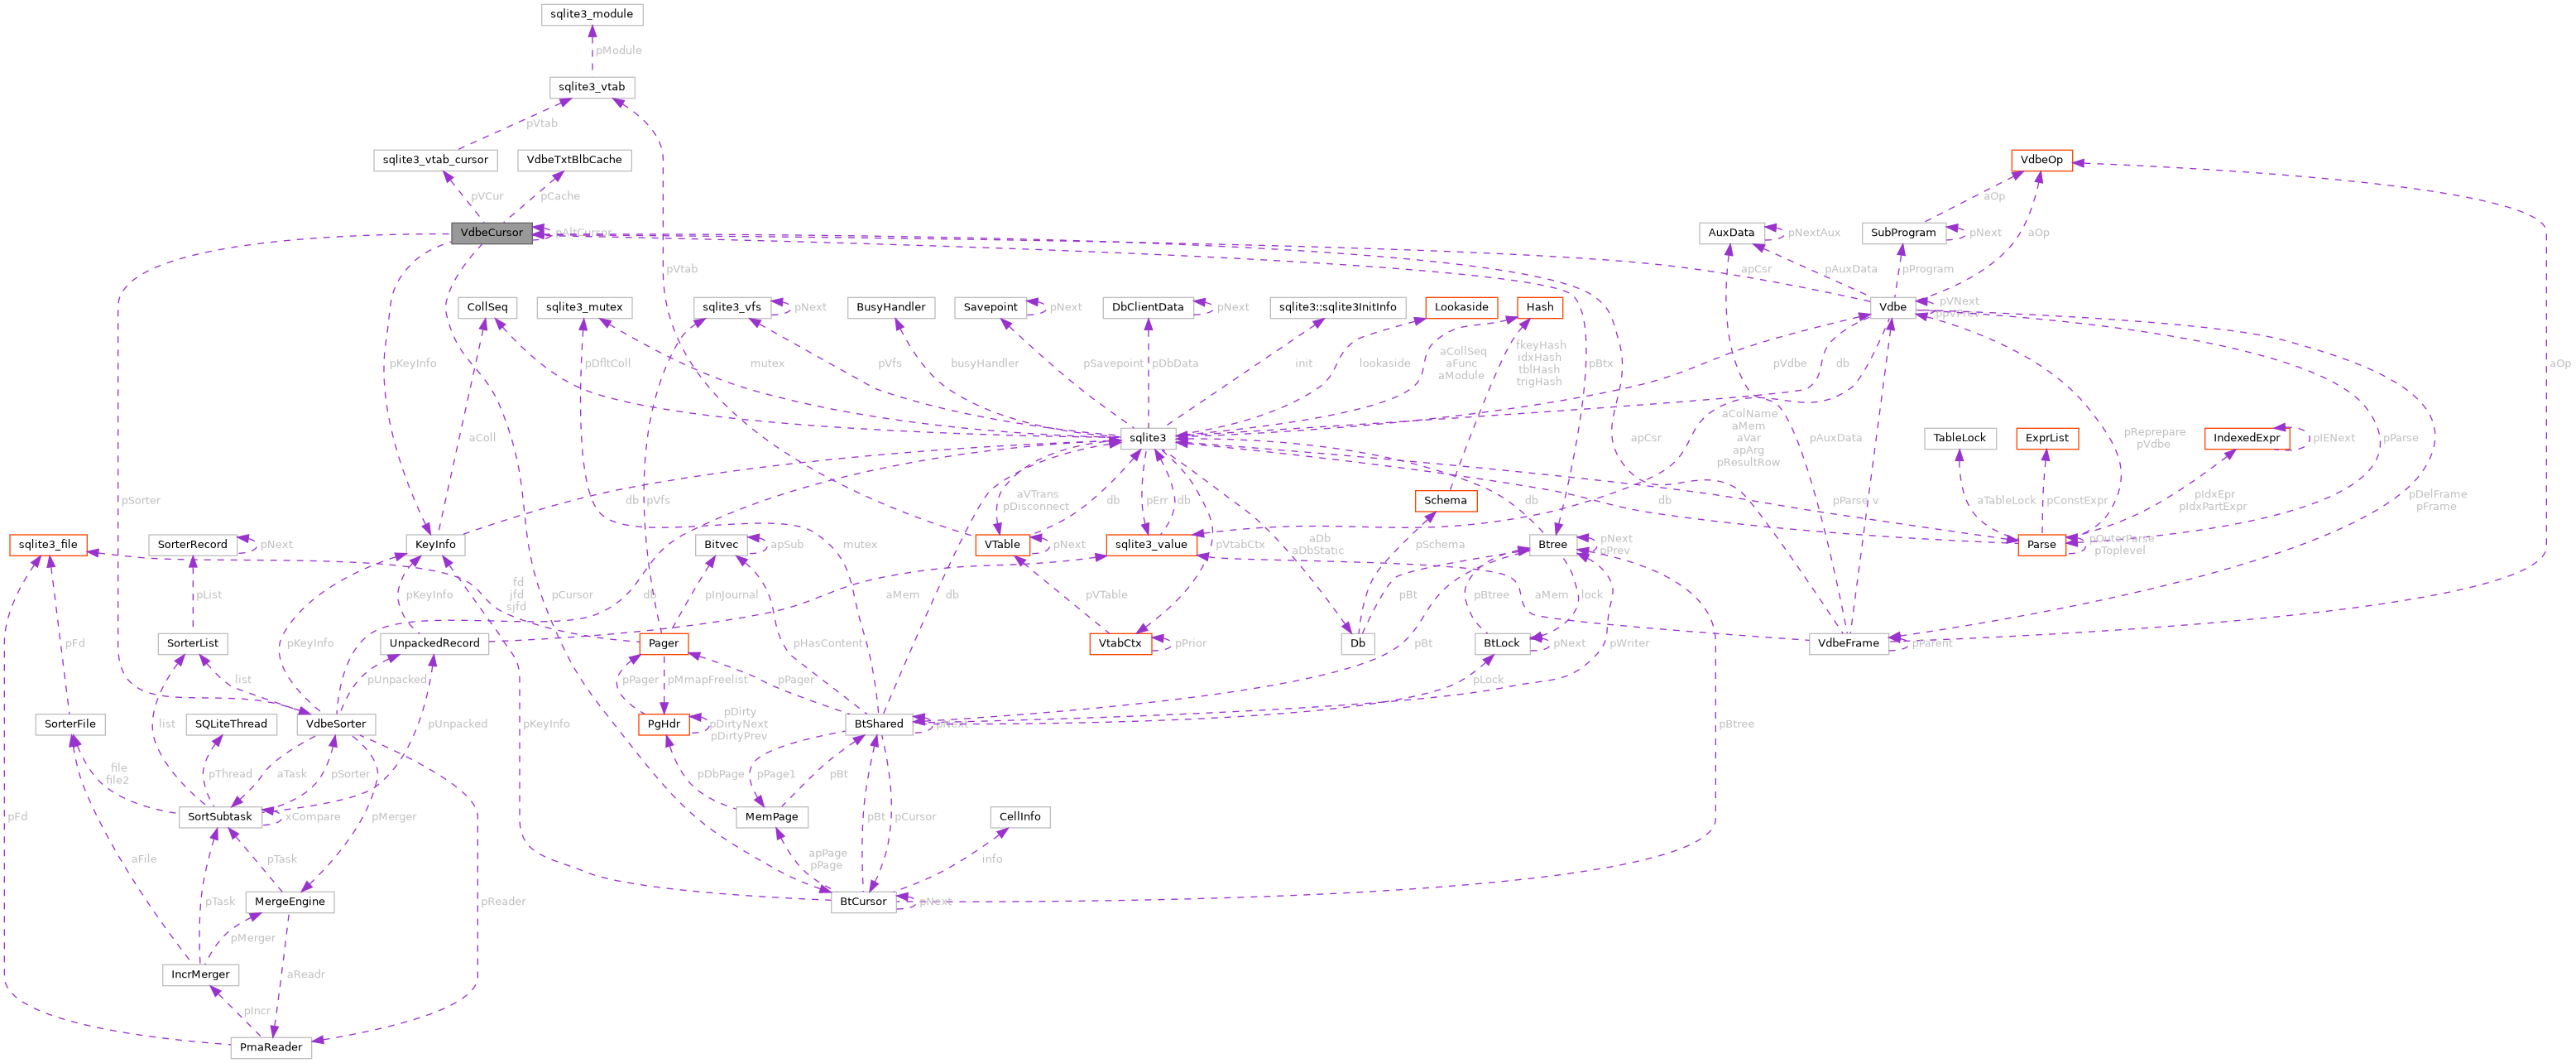 sqlite3_module
pModule
sqlite3_vtab
pVtab
sqlite3_vtab_cursor
VdbeTxtBlbCache
VdbeOp
pVCur
pCache
aOp
VdbeCursor
pAltCursor
AuxData
pNextAux
SubProgram
pNext
aOp
pVtab
apCsr
pAuxData
pProgram
CollSeq
sqlite3_mutex
sqlite3_vfs
pNext
BusyHandler
Savepoint
pNext
DbClientData
pNext
sqlite3::sqlite3InitInfo
Lookaside
Hash
Vdbe
pVNext
ppVPrev
pKeyInfo
pDfltColl
mutex
pVfs
busyHandler
pSavepoint
pDbData
init
lookaside
aCollSeq
aFunc
aModule
fkeyHash
idxHash
tblHash
trigHash
pBtx
pVdbe
db
aOp
aColl
sqlite3
apCsr
aColName
aMem
aVar
apArg
pResultRow
pAuxData
pReprepare
pVdbe
pParse
TableLock
ExprList
IndexedExpr
pIENext
pSorter
db
pVfs
aVTrans
pDisconnect
db
pErr
db
Schema
db
db
pParse
v
aTableLock
pConstExpr
pIdxEpr
pIdxPartExpr
pDelFrame
pFrame
sqlite3_file
SorterRecord
pNext
KeyInfo
Bitvec
apSub
mutex
VTable
pNext
sqlite3_value
pVtabCtx
aDb
aDbStatic
pSchema
Btree
pNext
pPrev
Parse
pOuterParse
pToplevel
pList
pKeyInfo
fd
jfd
sjfd
pCursor
db
pInJournal
aMem
db
pVTable
pBt
pBtree
aMem
lock
pFd
SorterList
pKeyInfo
UnpackedRecord
Pager
pHasContent
VtabCtx
pPrior
Db
pBt
BtLock
pNext
pWriter
VdbeFrame
pParent
list
pUnpacked
pPager
pMmapFreelist
pPager
pLock
SorterFile
list
SQLiteThread
VdbeSorter
pUnpacked
pKeyInfo
PgHdr
pDirty
pDirtyNext
pDirtyPrev
BtShared
pNext
pBtree
file
file2
pThread
aTask
pSorter
pDbPage
pPage1
pBt
pFd
SortSubtask
xCompare
pMerger
MemPage
pBt
pCursor
CellInfo
aFile
pTask
apPage
pPage
info
pTask
MergeEngine
pReader
BtCursor
pNext
pMerger
IncrMerger
aReadr
pIncr
PmaReader